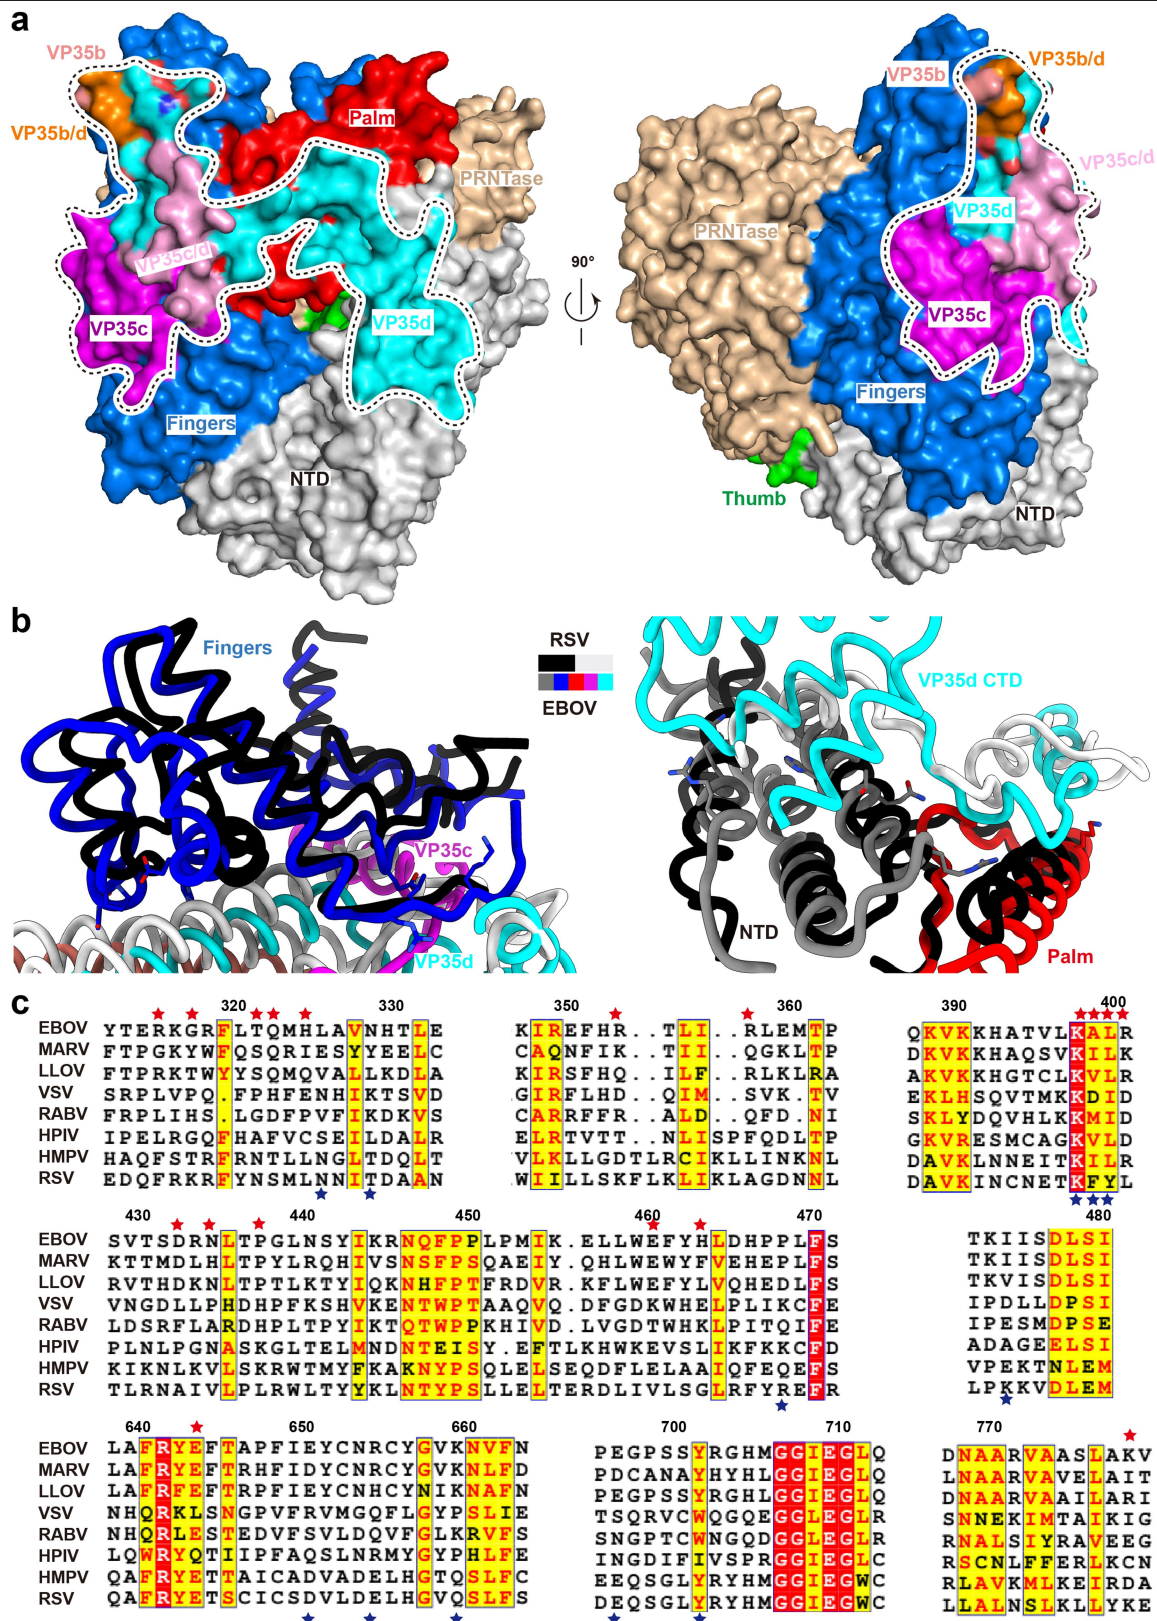 a
VP35b
VP35b/d
Palm
PRNTase
VP35c/d
VP35c
VP35d
Fingers
NTD
90°
VP35b
VP35b/d
VP35c/d
PRNTase
VP35d
VP35c
Fingers
Thumb
NTD
b
Fingers
VP35c
VP35d
RSV
EBOV
VP35d CTD
NTD
Palm
c
320 330 350 360 390 400
EBOV YTERKGRFLTQMHLAVNHTLE KIREFHR..TLI.RLEMTP QKVKKHATVLKALR
MARV FTPGKYWFQSQRIESYYEELC CAQNFIK..TII.QGKLTP DKVKKHAQSVKILK
LLOV FTPRKTWYYSQMQVALLKDLA KIRSFHQ..ILF.RLKLRA AKVKKHGTCLKVLR
VSV SRPLVPQ.FPHFENHIKTSVD GIRFLHD..QIM.SVK.TV EKLHSQVTMKKDID
RABV FRPLIHS.LGDFPVFIKDKVS CARRFFR..ALD.QFD.NI SKLYDQVHLKKMID
HPIV IPELRGQFHAFVCSEILDALR ELRTVTT..NLISPFQDLTP GKVRESMCAGKVLD
HMPV HAQFSTRFRNTLLNGLTDQLT VLKLLGDTLRCIKLLINKNL DAVKLNNEITKILR
RSV EDQFRKRFYNSMLNNITDAAN WIILLSKFLKLIKLAGDNNL EVIKINCNETKFYL
430 440 450 460 470 480
EBOV SVTSDRNLTPGLNSYIKRNQFPPLPMIK.ELLWEFYHLDHPPLFS TKIISDLSI
MARV KTTMDLHLTPYLRQHIVSNSFPSQAEIY.QHLWEWYFVEHEPLFS TKIISDLSI
LLOV RVTHDKNLTPTLKTYIQKNHFPTFRDVR.KFLWEFYLVQHEDLFS TKVISDLSI
VSV VNGDLLPHDHPFKSHVKENTWPTAAQVQ.DFGDKWHELPLIKCFE IPDLLDPSI
RABV LDSRFLARDHPLTPYIKTQTWPPKHIVD.LVGDTWHKLPITQIFE IPESMDPSE
HPIV PLNLPGNASKGLTELMNDNTEISY.EFTLKHWKEVSLIKFKKCFD ADAGEELSI
HMPV KIKNLKVLSKRWTMYFKAKNYPSQLELSEQDFLELAAIQFEQEFS VPEKTNLEM
RSV TLRNAIVLPLRWLTYYKLNTYPSLLELTERDLIVLSGLRFYREFR LPKKVDLEM
640 650 660 700 710 770
EBOV LAFRYEFTAPFIEYCNRCYGVKNVFN PEGPSSYRGHMGGIEGLQ DNAARVAASLAKV
MARV LAFRYEFTRHFIDYCNRCYGVKNLFD PDCANAYHYHLGGIEGLQ DNAARVAVELAIT
LLOV LAFRFEFTRPFIEYCNHCYNIKNAFN PEGPSSYRGHLGGIEGLQ DNAARVAAILARI
VSV NHQRKLSNGPVFRVMGQFLGYPSLIE TSQRVCWQGQEGGLEGLR SNNEKIMTAIKIG
RABV NHQRLESTEDVFSVLDQVFGLKRVFS SNGPTCWNGQDGGLEGLR RNALSIYRAVEEG
HPIV LQWRYQTIIPFAQSLNRMYGYPHLFE INGDIFIVSPRGGIEGLC RSCNLFFERLKCN
HMPV QAFRYETTAICADVADELHGTQSLFC EEQSGLYRYHMGGIEGWC RLAVKMLKEIRDA
RSV QAFRYETSCICSDVLDELHGVQSLFS DEQSGLYRYHMGGIEGWC LLALNSLKLLYKE